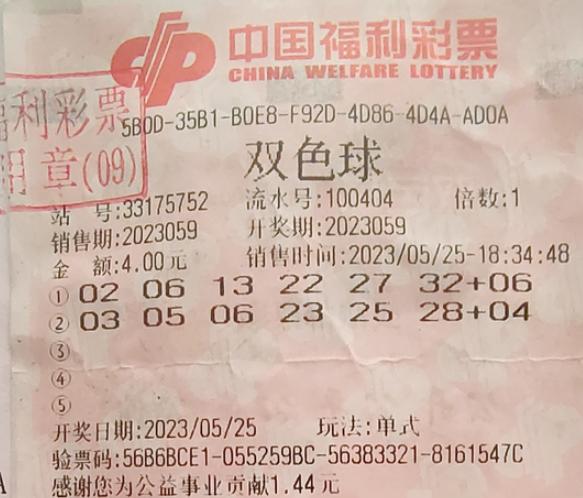 中国福利彩票
CHINA WELFARE LOTTERY
福利彩票
用章(09)
5B0D-35B1-B0E8-F92D-4D86-4D4A-AD0A
双色球
站 号:33175752 流水号:100404 倍数:1
销售期:2023059 开奖期:2023059
金 额:4.00元 销售时间:2023/05/25-18:34:48
① 02 06 13 22 27 32+06
② 03 05 06 23 25 28+04
③
④
⑤
开奖日期:2023/05/25 玩法:单式
验票码:56B6BCE1-055259BC-56383321-8161547C
感谢您为公益事业贡献1.44元